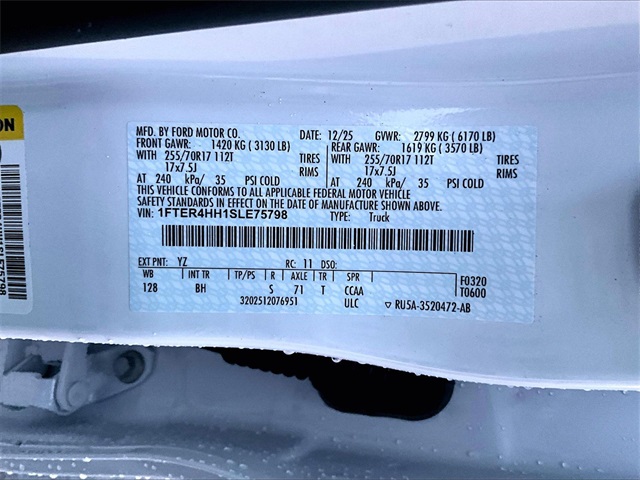 MFD. BY FORD MOTOR CO. DATE: 12/25 GVWR: 2799 KG ( 6170 LB)
FRONT GAWR: 1420 KG ( 3130 LB) REAR GAWR: 1619 KG ( 3570 LB)
WITH 255/70R17 112T TIRES WITH 255/70R17 112T TIRES
17x7.5J RIMS 17x7.5J RIMS
AT 240 kPa/ 35 PSI COLD AT 240 kPa/ 35 PSI COLD
THIS VEHICLE CONFORMS TO ALL APPLICABLE FEDERAL MOTOR VEHICLE
SAFETY STANDARDS IN EFFECT ON THE DATE OF MANUFACTURE SHOWN ABOVE.
VIN: 1FTER4HH1SLE75798 TYPE: Truck
EXT PNT: YZ RC: 11 DSO:
WB INT TR TP/PS R AXLE TR SPR F0320
128 BH S 71 T CCAA T0600
3202512076951 ULC ▽ RU5A-3520472-AB
ON